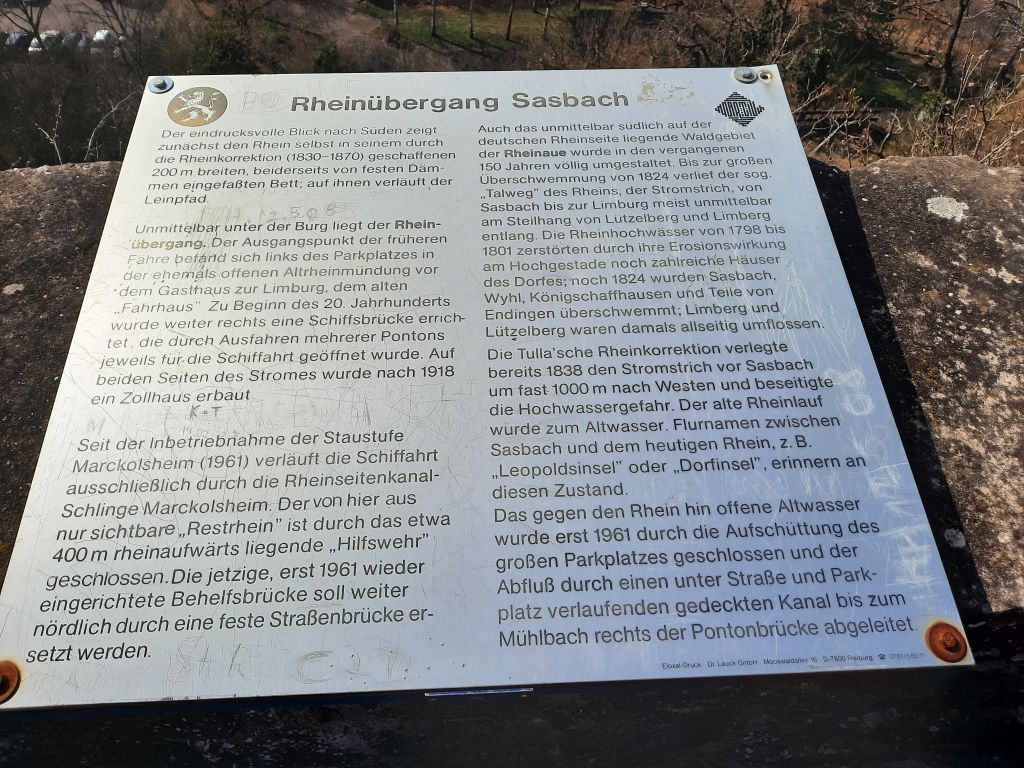 Rheinübergang Sasbach
Der eindrucksvolle Blick nach Süden zeigt
zunächst den Rhein selbst in seinem durch
die Rheinkorrektion (1830–1870) geschaffenen
200 m breiten, beiderseits von festen Däm-
men eingefaßten Bett; auf ihnen verläuft der
Leinpfad.
Unmittelbar unter der Burg liegt der Rhein-
übergang. Der Ausgangspunkt der früheren
Fähre befand sich links des Parkplatzes in
der ehemals offenen Altrheinmündung vor
dem Gasthaus zur Limburg, dem alten
„Fahrhaus". Zu Beginn des 20. Jahrhunderts
wurde weiter rechts eine Schiffsbrücke errich-
tet, die durch Ausfahren mehrerer Pontons
jeweils für die Schiffahrt geöffnet wurde. Auf
beiden Seiten des Stromes wurde nach 1918
ein Zollhaus erbaut.
K+T
Seit der Inbetriebnahme der Staustufe
Marckolsheim (1961) verläuft die Schiffahrt
ausschließlich durch die Rheinseitenkanal-
Schlinge Marckolsheim. Der von hier aus
nur sichtbare „Restrhein" ist durch das etwa
400 m rheinaufwärts liegende „Hilfswehr"
geschlossen. Die jetzige, erst 1961 wieder
eingerichtete Behelfsbrücke soll weiter
nördlich durch eine feste Straßenbrücke er-
setzt werden.
Auch das unmittelbar südlich auf der
deutschen Rheinseite liegende Waldgebiet
der Rheinaue wurde in den vergangenen
150 Jahren völlig umgestaltet. Bis zur großen
Überschwemmung von 1824 verlief der sog.
„Talweg" des Rheins, der Stromstrich, von
Sasbach bis zur Limburg meist unmittelbar
am Steilhang von Lützelberg und Limberg
entlang. Die Rheinhochwässer von 1798 bis
1801 zerstörten durch ihre Erosionswirkung
am Hochgestade noch zahlreiche Häuser
des Dorfes; noch 1824 wurden Sasbach,
Wyhl, Königschaffhausen und Teile von
Endingen überschwemmt; Limberg und
Lützelberg waren damals allseitig umflossen.
Die Tulla'sche Rheinkorrektion verlegte
bereits 1838 den Stromstrich vor Sasbach
um fast 1000 m nach Westen und beseitigte
die Hochwassergefahr. Der alte Rheinlauf
wurde zum Altwasser. Flurnamen zwischen
Sasbach und dem heutigen Rhein, z. B.
„Leopoldsinsel" oder „Dorfinsel", erinnern an
diesen Zustand.
Das gegen den Rhein hin offene Altwasser
wurde erst 1961 durch die Aufschüttung des
großen Parkplatzes geschlossen und der
Abfluß durch einen unter Straße und Park-
platz verlaufenden gedeckten Kanal bis zum
Mühlbach rechts der Pontonbrücke abgeleitet.
Eloxal-Druck · Dr. Lauck GmbH · Mooswaldallee 16 · D-7800 Freiburg ·